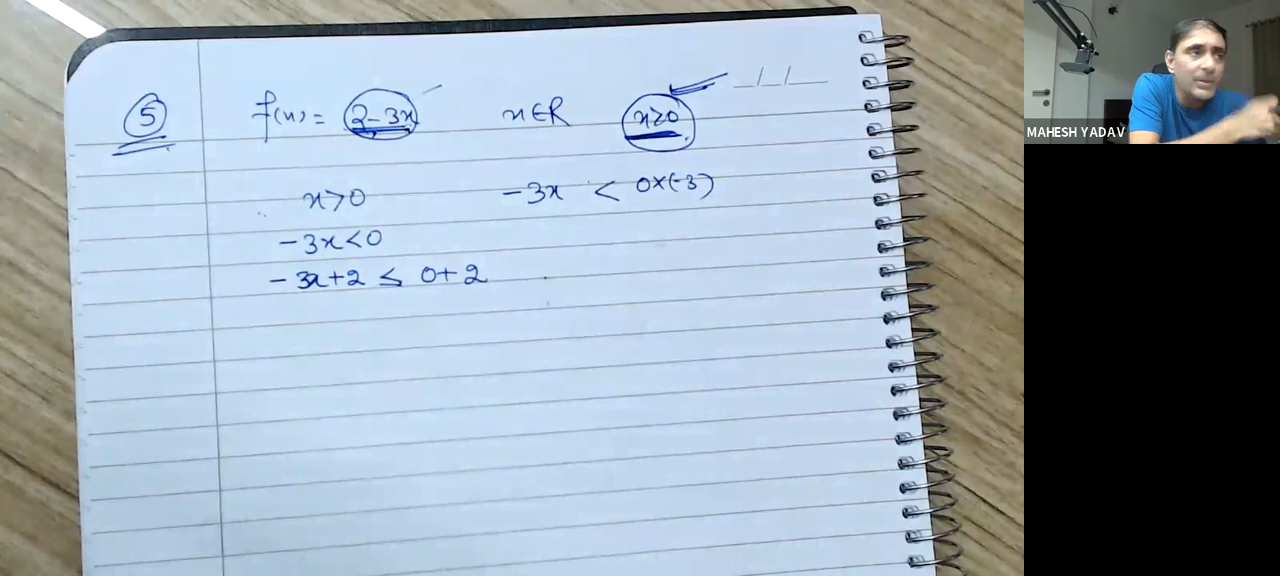 5 f(x) = 2-3x x∈R x>0
x>0 -3x < 0×(-3)
-3x<0
-3x+2 ≤ 0+2
MAHESH YADAV